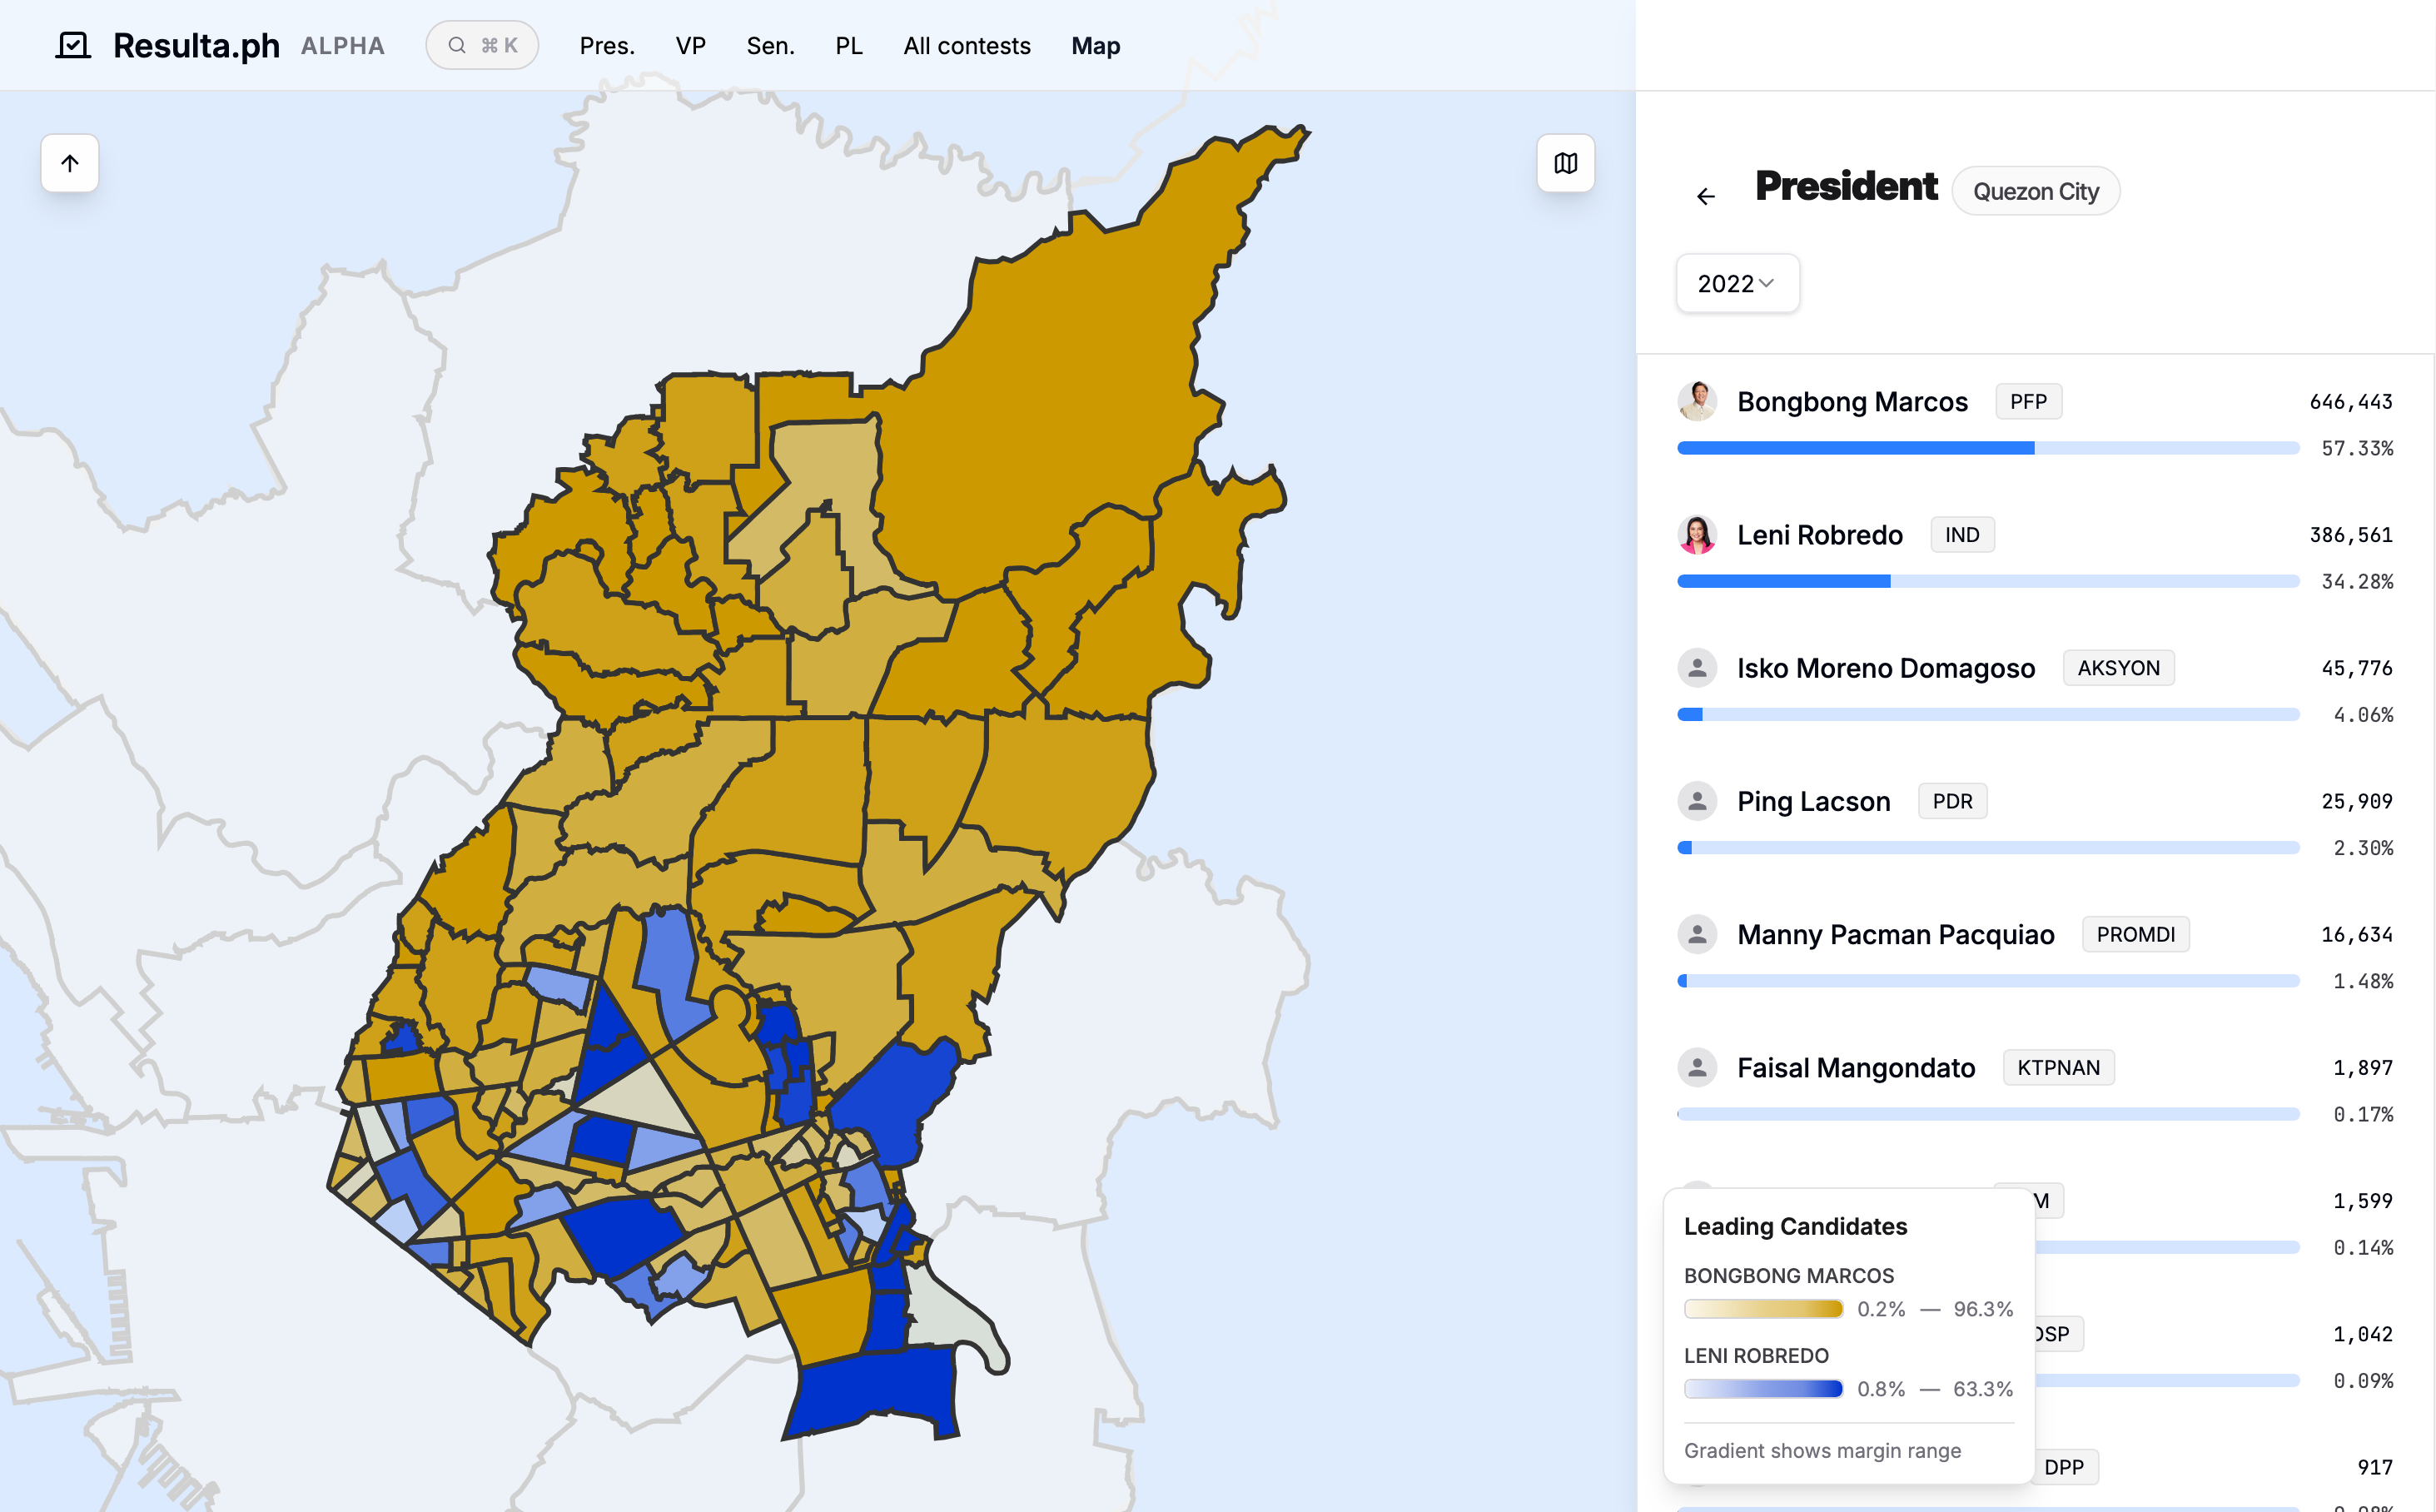 Resulta.ph ALPHA ⌘ K Pres. VP Sen. PL All contests Map
President Quezon City
2022
Bongbong Marcos PFP 646,443
57.33%
Leni Robredo IND 386,561
34.28%
Isko Moreno Domagoso AKSYON 45,776
4.06%
Ping Lacson PDR 25,909
2.30%
Manny Pacman Pacquiao PROMDI 16,634
1.48%
Faisal Mangondato KTPNAN 1,897
0.17%
1,599
0.14%
1,042
0.09%
DPP 917
Leading Candidates
BONGBONG MARCOS
0.2% — 96.3%
LENI ROBREDO
0.8% — 63.3%
Gradient shows margin range